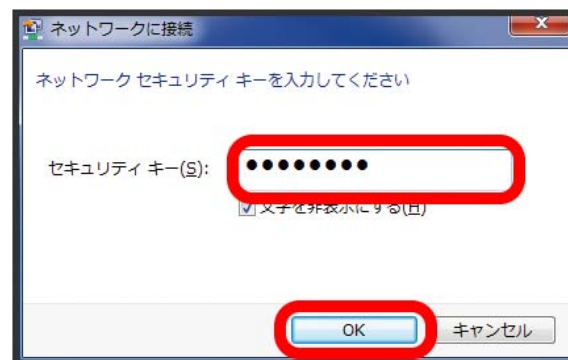 ネットワークに接続
ネットワーク セキュリティ キーを入力してください
セキュリティ キー(S): ●●●●●●●●
文字を非表示にする(H)
OK キャンセル